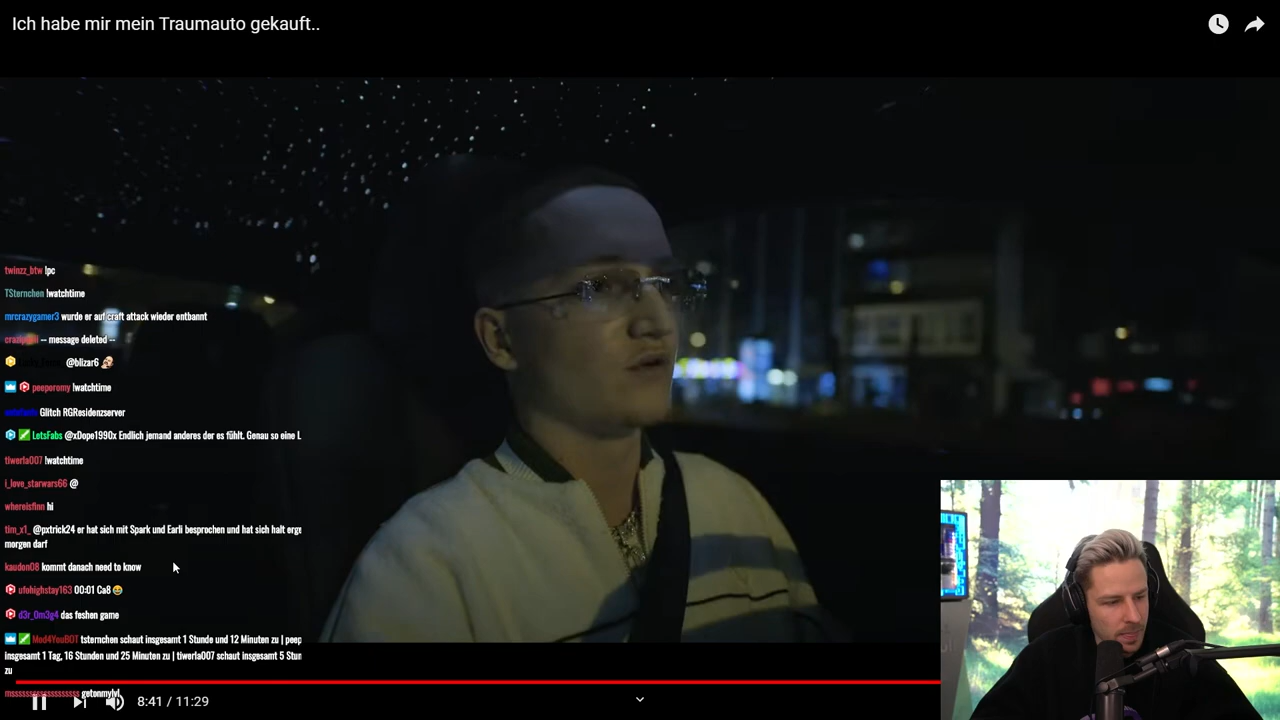 Ich habe mir mein Traumauto gekauft..
twinzz_btw !pc
TSternchen !watchtime
mrcrazygamer3 wurde er auf craft attack wieder entbannt
-- message deleted --
@blizar6
peeporomy !watchtime
Glitch RGResidenzserver
LetsFabs @xDope1990x Endlich jemand anderes der es fühlt. Genau so eine L
tiwerla007 !watchtime
i_love_starwars66 @
whereisfinn hi
tim_x1_ @pxtrick24 er hat sich mit Spark und Earli besprochen und hat sich halt erge
morgen darf
kaudon08 kommt danach need to know
ufohighstay163 00:01 Ca8
d3r_0m3g4 das feshen game
Mod4YouBOT tsternchen schaut insgesamt 1 Stunde und 12 Minuten zu | peep
insgesamt 1 Tag, 16 Stunden und 25 Minuten zu | tiwerla007 schaut insgesamt 5 Stun
zu
getonmylvl
8:41 / 11:29